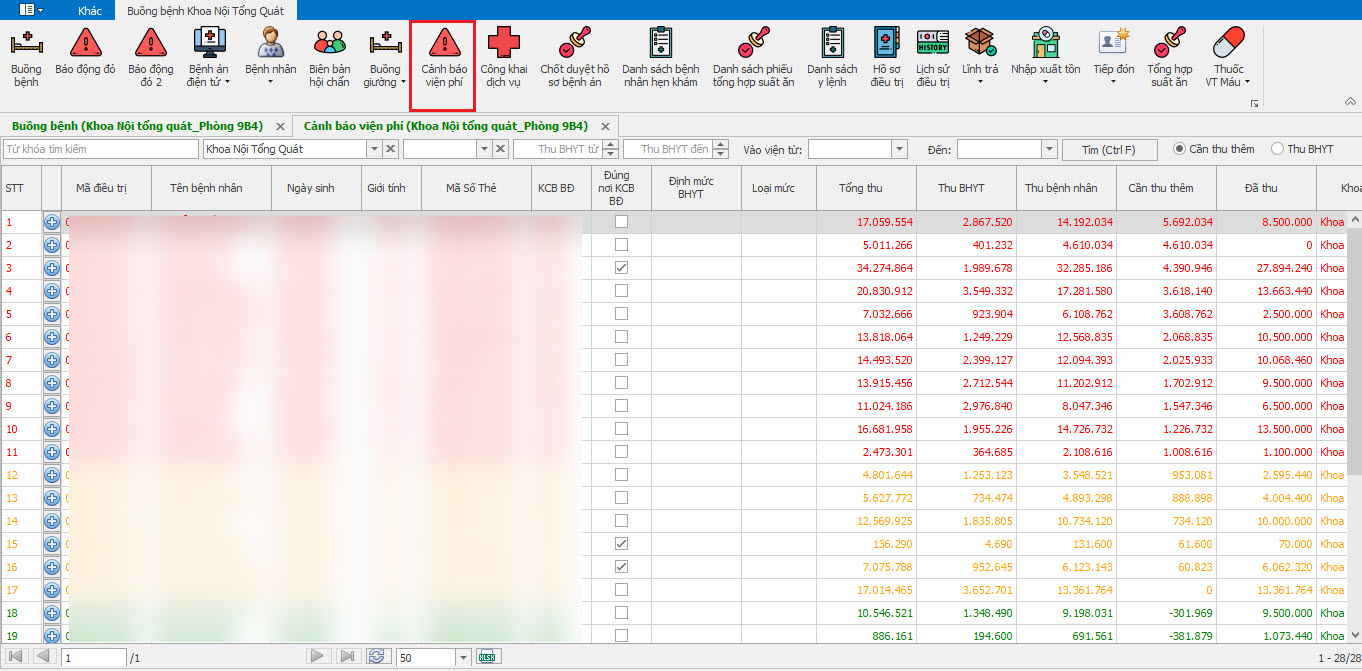 Khác Buồng bệnh Khoa Nội Tổng Quát
Buồng bệnh
Báo động đỏ
Báo động đỏ 2
Bệnh án điện tử
Bệnh nhân
Biên bản hội chẩn
Buồng giường
Cảnh báo viện phí
Công khai dịch vụ
Chốt duyệt hồ sơ bệnh án
Danh sách bệnh nhân hẹn khám
Danh sách phiếu tổng hợp suất ăn
Danh sách y lệnh
Hồ sơ điều trị
HISTORY
Lịch sử điều trị
Lĩnh trả
Nhập xuất tồn
Tiếp đón
Tổng hợp suất ăn
Thuốc VT Máu
Buồng bệnh (Khoa Nội tổng quát_Phòng 9B4) Cảnh báo viện phí (Khoa Nội tổng quát_Phòng 9B4)
Từ khóa tìm kiếm Khoa Nội Tổng Quát Thu BHYT từ Thu BHYT đến Vào viện từ: Đến: Tìm (Ctrl F) Cần thu thêm Thu BHYT
STT Mã điều trị Tên bệnh nhân Ngày sinh Giới tính Mã Số Thẻ KCB BĐ Đúng nơi KCB BĐ Định mức BHYT Loại mức Tổng thu Thu BHYT Thu bệnh nhân Cần thu thêm Đã thu Khoa
1 17.059.554 2.867.520 14.192.034 5.692.034 8.500.000 Khoa
2 5.011.266 401.232 4.610.034 4.610.034 0 Khoa
3 34.274.864 1.989.678 32.285.186 4.390.946 27.894.240 Khoa
4 20.830.912 3.549.332 17.281.580 3.618.140 13.663.440 Khoa
5 7.032.666 923.904 6.108.762 3.608.762 2.500.000 Khoa
6 13.818.064 1.249.229 12.568.835 2.068.835 10.500.000 Khoa
7 14.493.520 2.399.127 12.094.393 2.025.933 10.068.460 Khoa
8 13.915.456 2.712.544 11.202.912 1.702.912 9.500.000 Khoa
9 11.024.186 2.976.840 8.047.346 1.547.346 6.500.000 Khoa
10 16.681.958 1.955.226 14.726.732 1.226.732 13.500.000 Khoa
11 2.473.301 364.685 2.108.616 1.008.616 1.100.000 Khoa
12 4.801.644 1.253.123 3.548.521 953.081 2.595.440 Khoa
13 5.627.772 734.474 4.893.298 888.898 4.004.400 Khoa
14 12.569.925 1.835.805 10.734.120 734.120 10.000.000 Khoa
15 136.290 4.690 131.600 61.600 70.000 Khoa
16 7.075.788 952.645 6.123.143 60.823 6.062.320 Khoa
17 17.014.465 3.652.701 13.361.764 0 13.361.764 Khoa
18 10.546.521 1.348.490 9.198.031 -301.969 9.500.000 Khoa
19 886.161 194.600 691.561 -381.879 1.073.440 Khoa
1 /1 50 XLSX 1 - 28/28